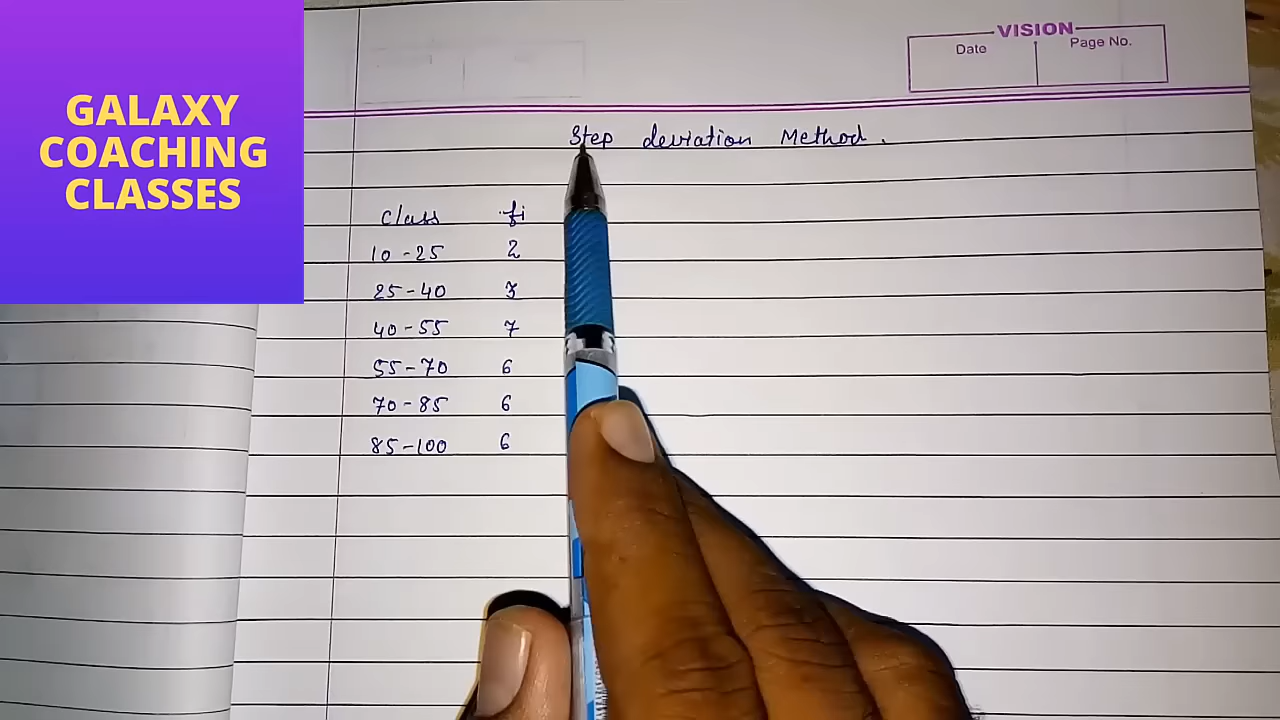 GALAXY
COACHING
CLASSES
VISION
Date Page No.
Step deviation Method.
class fi
10-25 2
25-40 3
40-55 7
55-70 6
70-85 6
85-100 6